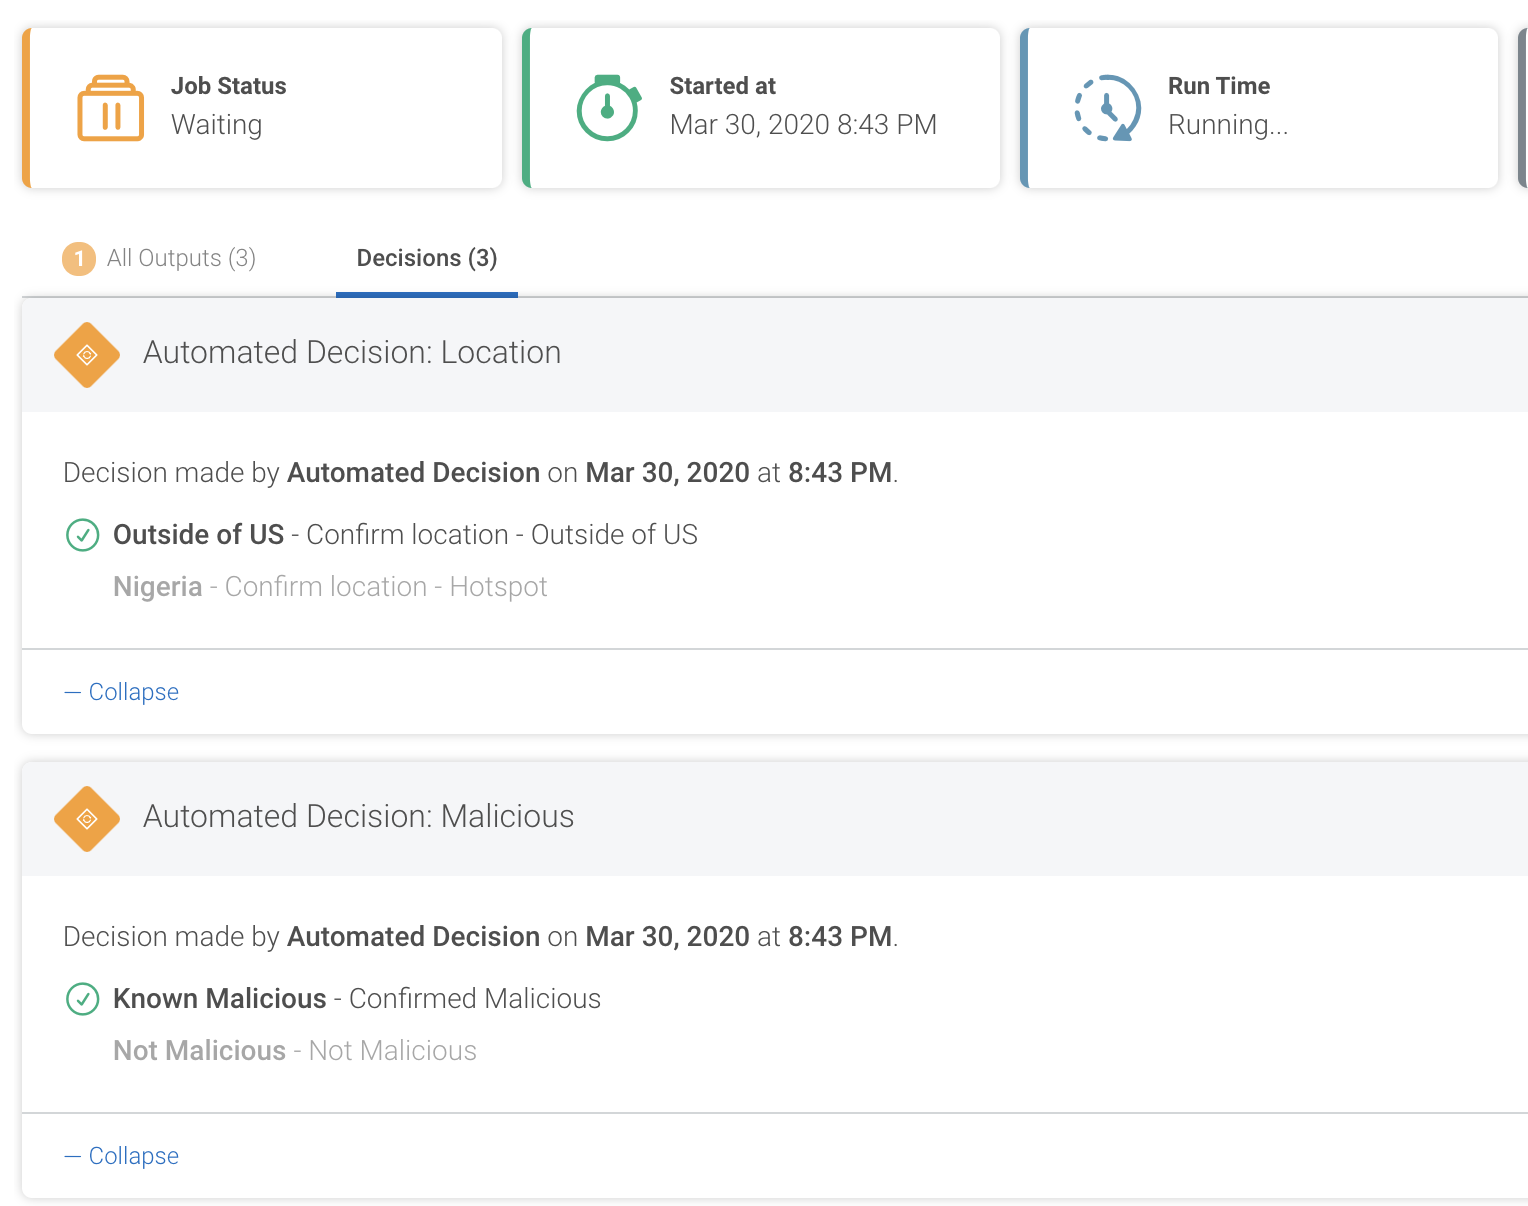 Job Status
Waiting
Started at
Mar 30, 2020 8:43 PM
Run Time
Running...
1 All Outputs (3)
Decisions (3)
Automated Decision: Location
Decision made by Automated Decision on Mar 30, 2020 at 8:43 PM.
Outside of US - Confirm location - Outside of US
Nigeria - Confirm location - Hotspot
— Collapse
Automated Decision: Malicious
Decision made by Automated Decision on Mar 30, 2020 at 8:43 PM.
Known Malicious - Confirmed Malicious
Not Malicious - Not Malicious
— Collapse